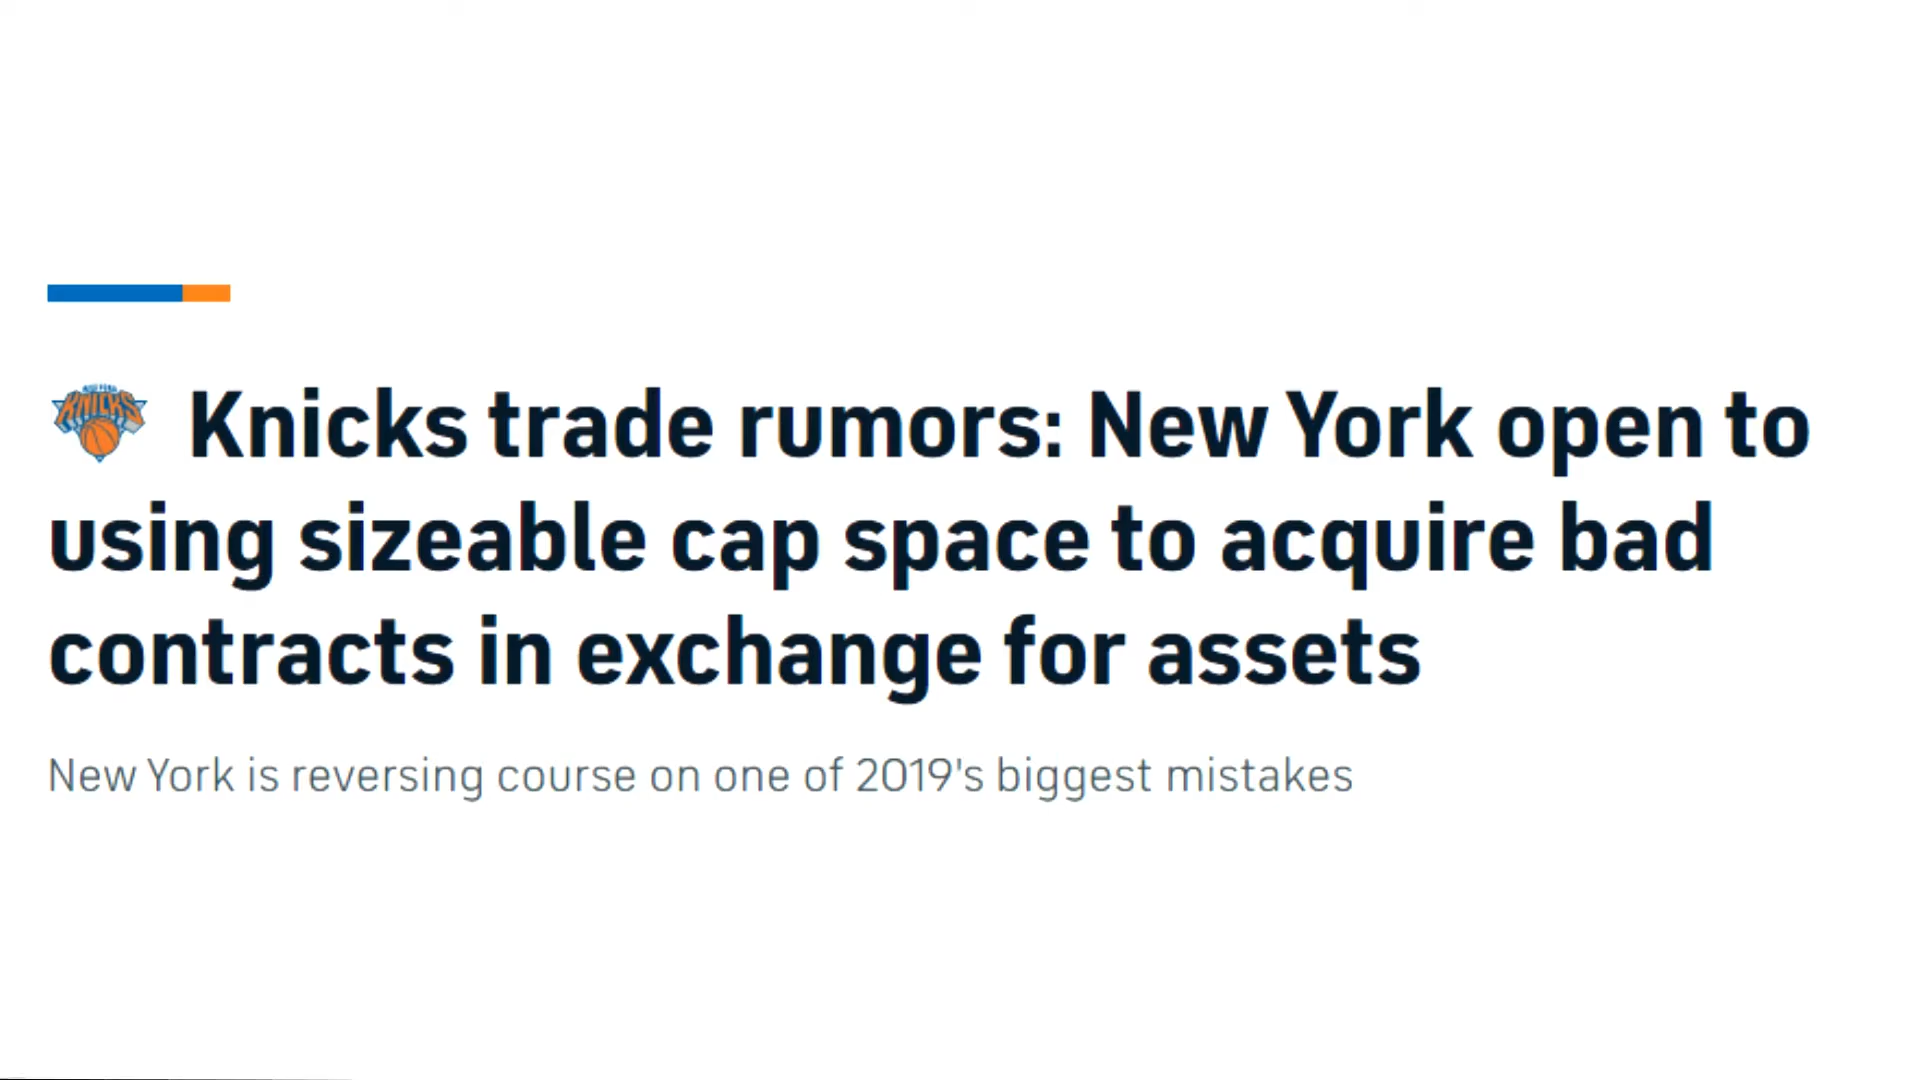 KNICKS
Knicks trade rumors: New York open to
using sizeable cap space to acquire bad
contracts in exchange for assets
New York is reversing course on one of 2019's biggest mistakes